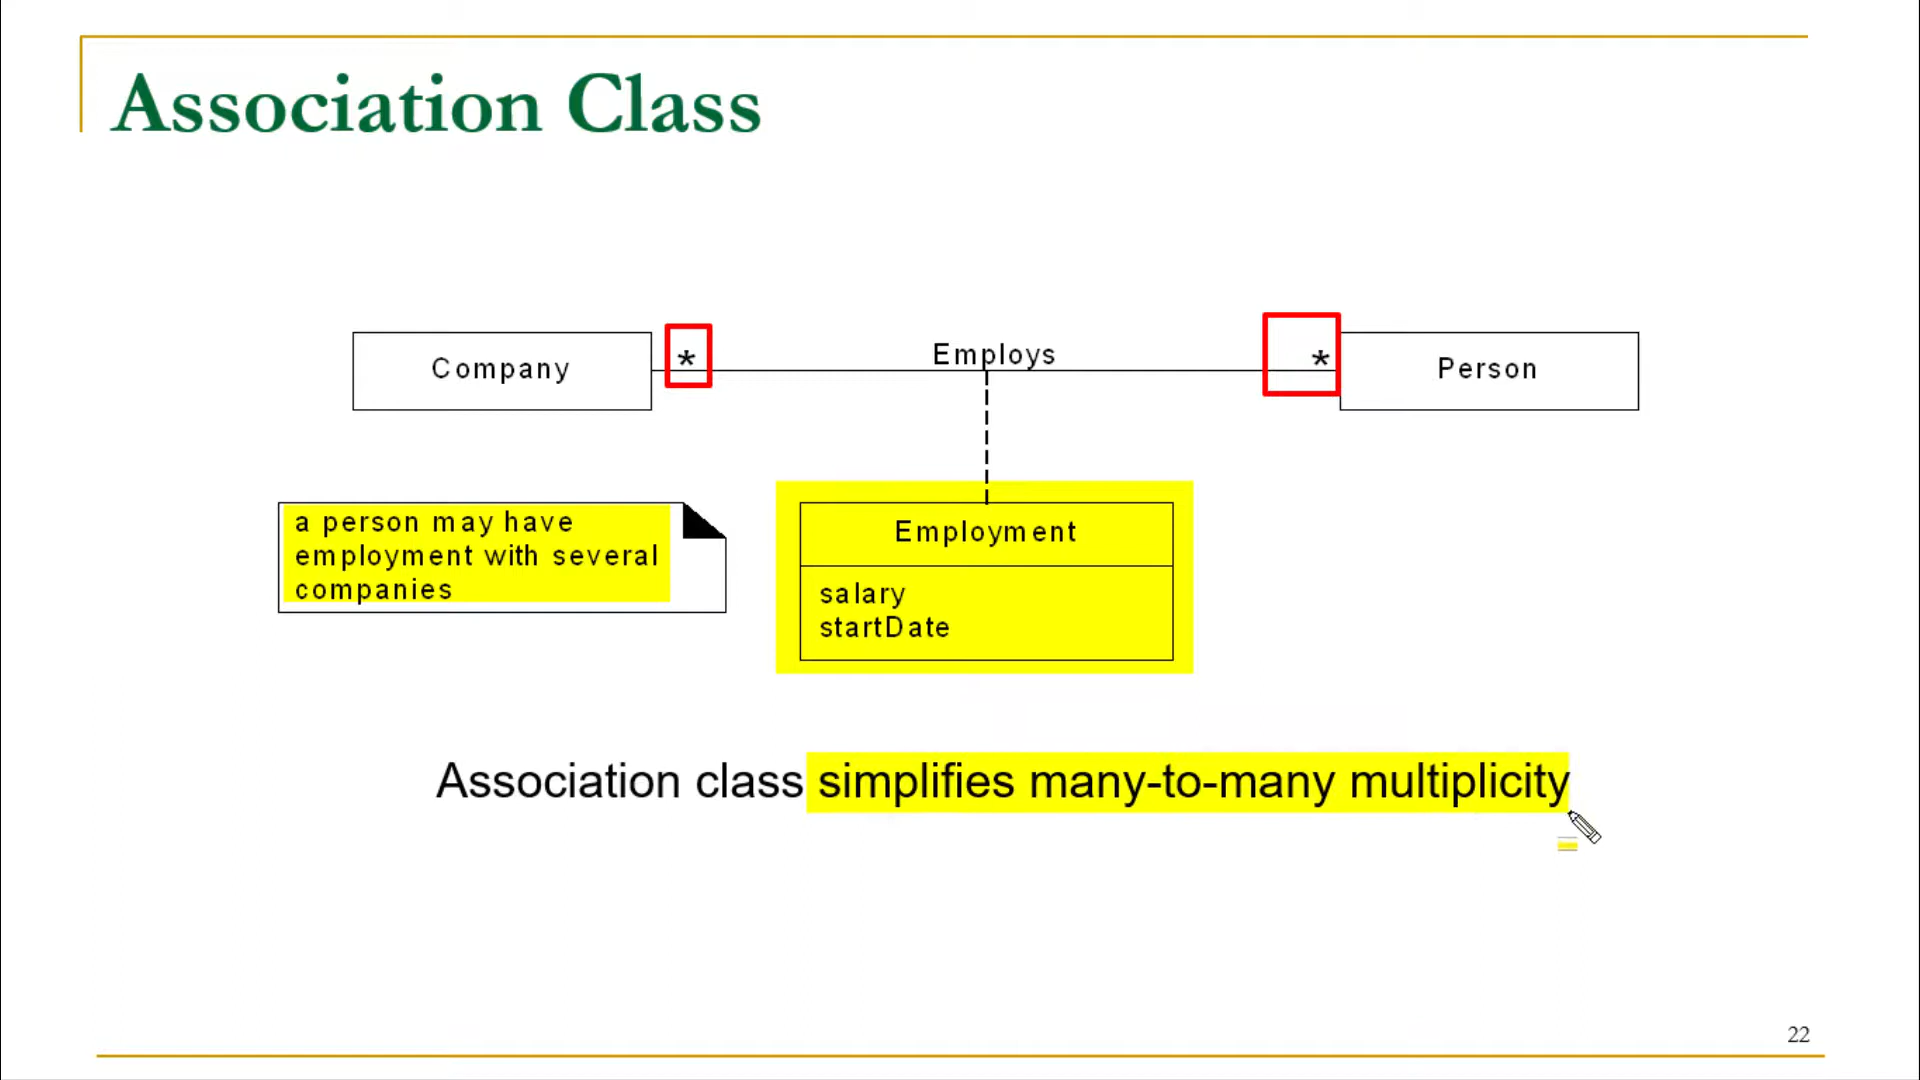 Association Class
Company
*
Employs
*
Person
a person may have
employment with several
companies
Employment
salary
startDate
Association class simplifies many-to-many multiplicity
22